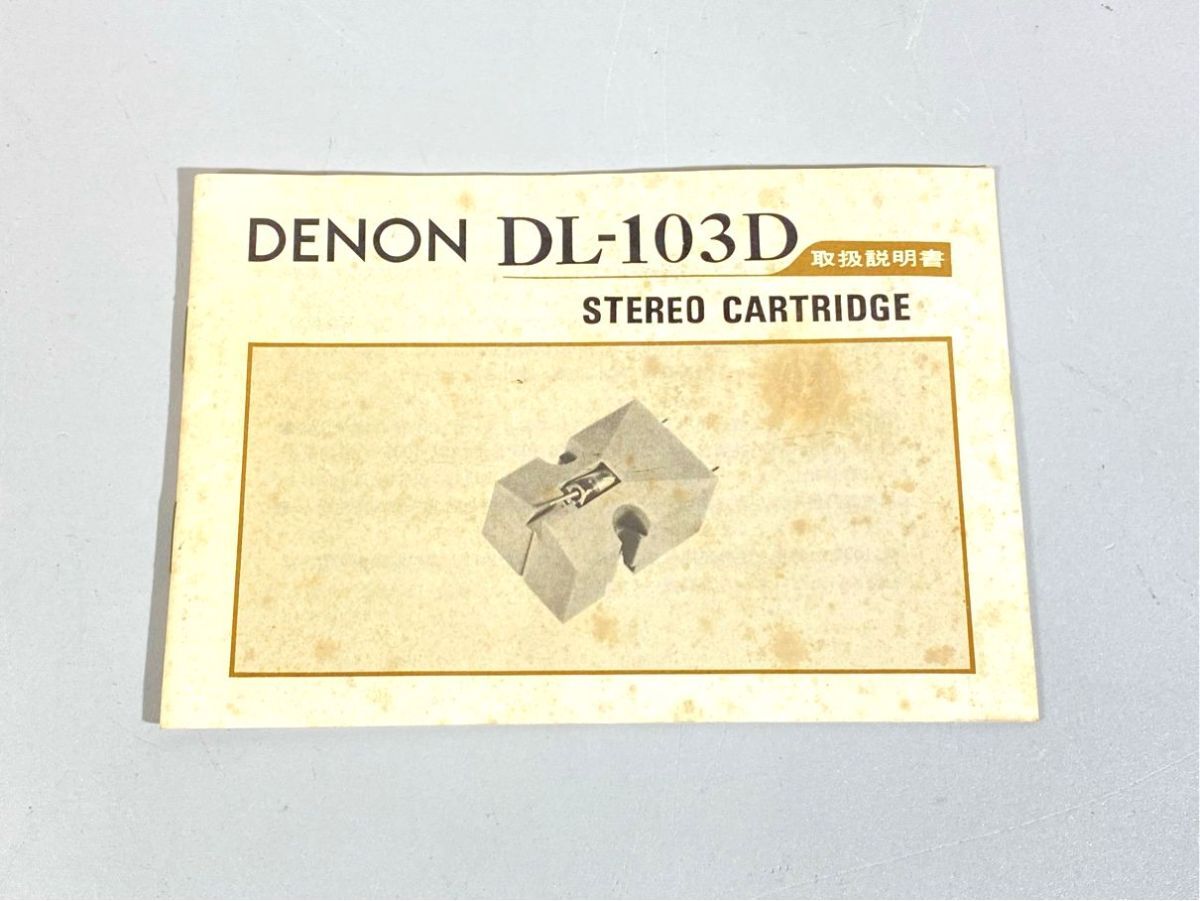 DENON DL-103D 取扱説明書
STEREO CARTRIDGE